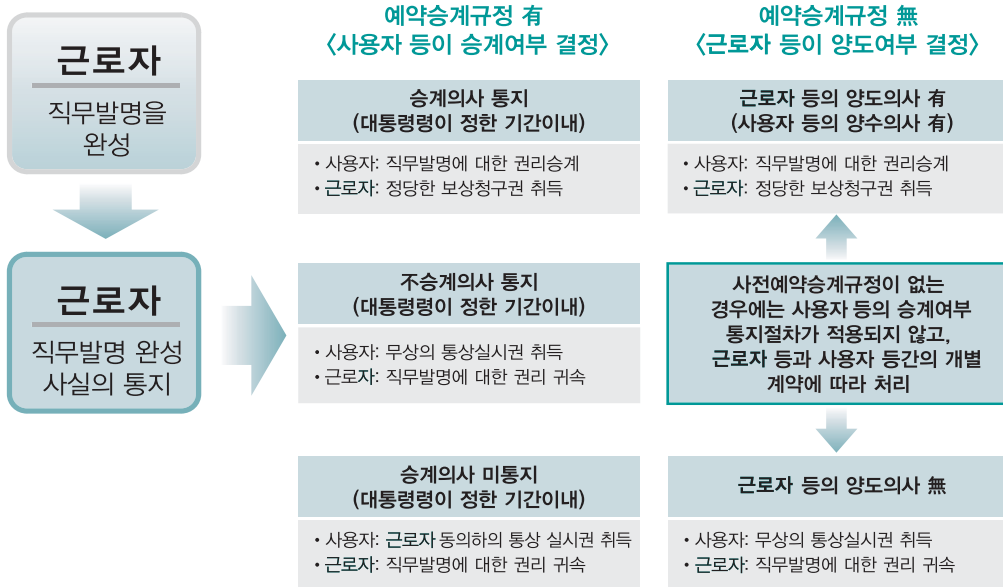 근로자
직무발명을
완성
근로자
직무발명 완성
사실의 통지
예약승계규정 有
〈사용자 등이 승계여부 결정〉
승계의사 통지
(대통령령이 정한 기간이내)
• 사용자: 직무발명에 대한 권리승계
• 근로자: 정당한 보상청구권 취득
不승계의사 통지
(대통령령이 정한 기간이내)
• 사용자: 무상의 통상실시권 취득
• 근로자: 직무발명에 대한 권리 귀속
승계의사 미통지
(대통령령이 정한 기간이내)
• 사용자: 근로자 동의하의 통상 실시권 취득
• 근로자: 직무발명에 대한 권리 귀속
예약승계규정 無
〈근로자 등이 양도여부 결정〉
근로자 등의 양도의사 有
(사용자 등의 양수의사 有)
• 사용자: 직무발명에 대한 권리승계
• 근로자: 정당한 보상청구권 취득
사전예약승계규정이 없는
경우에는 사용자 등의 승계여부
통지절차가 적용되지 않고,
근로자 등과 사용자 등간의 개별
계약에 따라 처리
근로자 등의 양도의사 無
• 사용자: 무상의 통상실시권 취득
• 근로자: 직무발명에 대한 권리 귀속